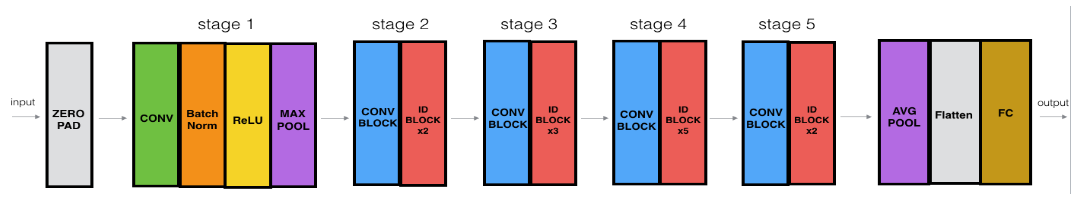 stage 1
stage 2
stage 3
stage 4
stage 5
input
ZERO
PAD
CONV
Batch
Norm
ReLU
MAX
POOL
CONV
BLOCK
ID
BLOCK
x2
CONV
BLOCK
ID
BLOCK
x3
CONV
BLOCK
ID
BLOCK
x5
CONV
BLOCK
ID
BLOCK
x2
AVG
POOL
Flatten
FC
output